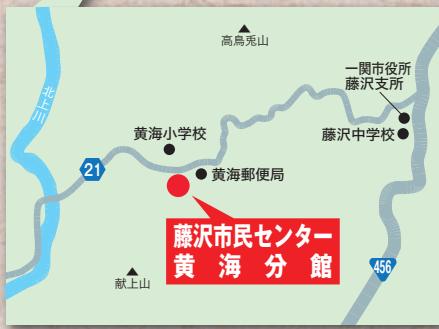 高鳥兎山
一関市役所
藤沢支所
北上川
黄海小学校
藤沢中学校
21
黄海郵便局
藤沢市民センター
黄海分館
献上山
456